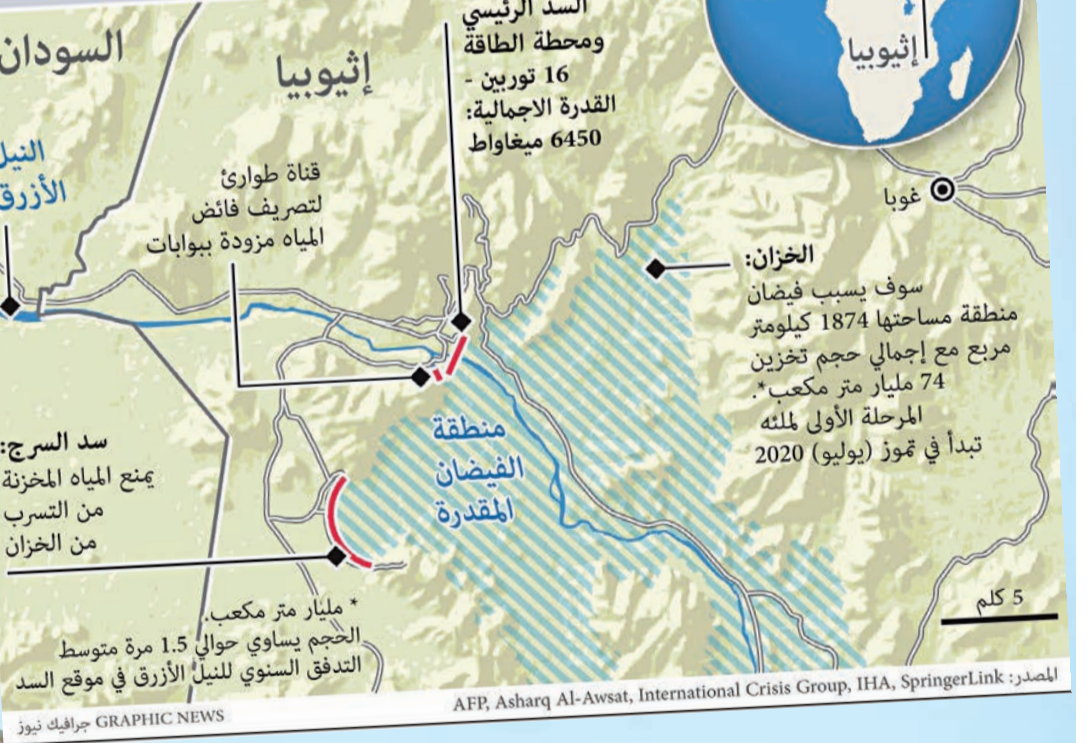 السد الرئيسي
ومحطة الطاقة
16 توربين -
القدرة الاجمالية:
6450 ميغاواط
إثيوبيا
السودان
إثيوبيا
النيل
الأزرق
قناة طوارئ
لتصريف فائض
المياه مزودة ببوابات
غوبا
الخزان:
سوف يسبب فيضان
منطقة مساحتها 1874 كيلومتر
مربع مع إجمالي حجم تخزين
74 مليار متر مكعب*.
المرحلة الأولى لملئه
تبدأ في تموز (يوليو) 2020
منطقة
الفيضان
المقدرة
سد السرج:
يمنع المياه المخزنة
من التسرب
من الخزان
5 كلم
* مليار متر مكعب.
الحجم يساوي حوالي 1.5 مرة متوسط
التدفق السنوي للنيل الأزرق في موقع السد
المصدر: AFP, Asharq Al-Awsat, International Crisis Group, IHA, SpringerLink
GRAPHIC NEWS جرافيك نيوز